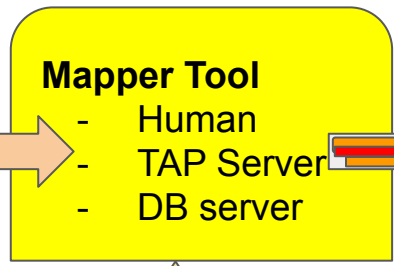 Mapper Tool
- Human
- TAP Server
- DB server